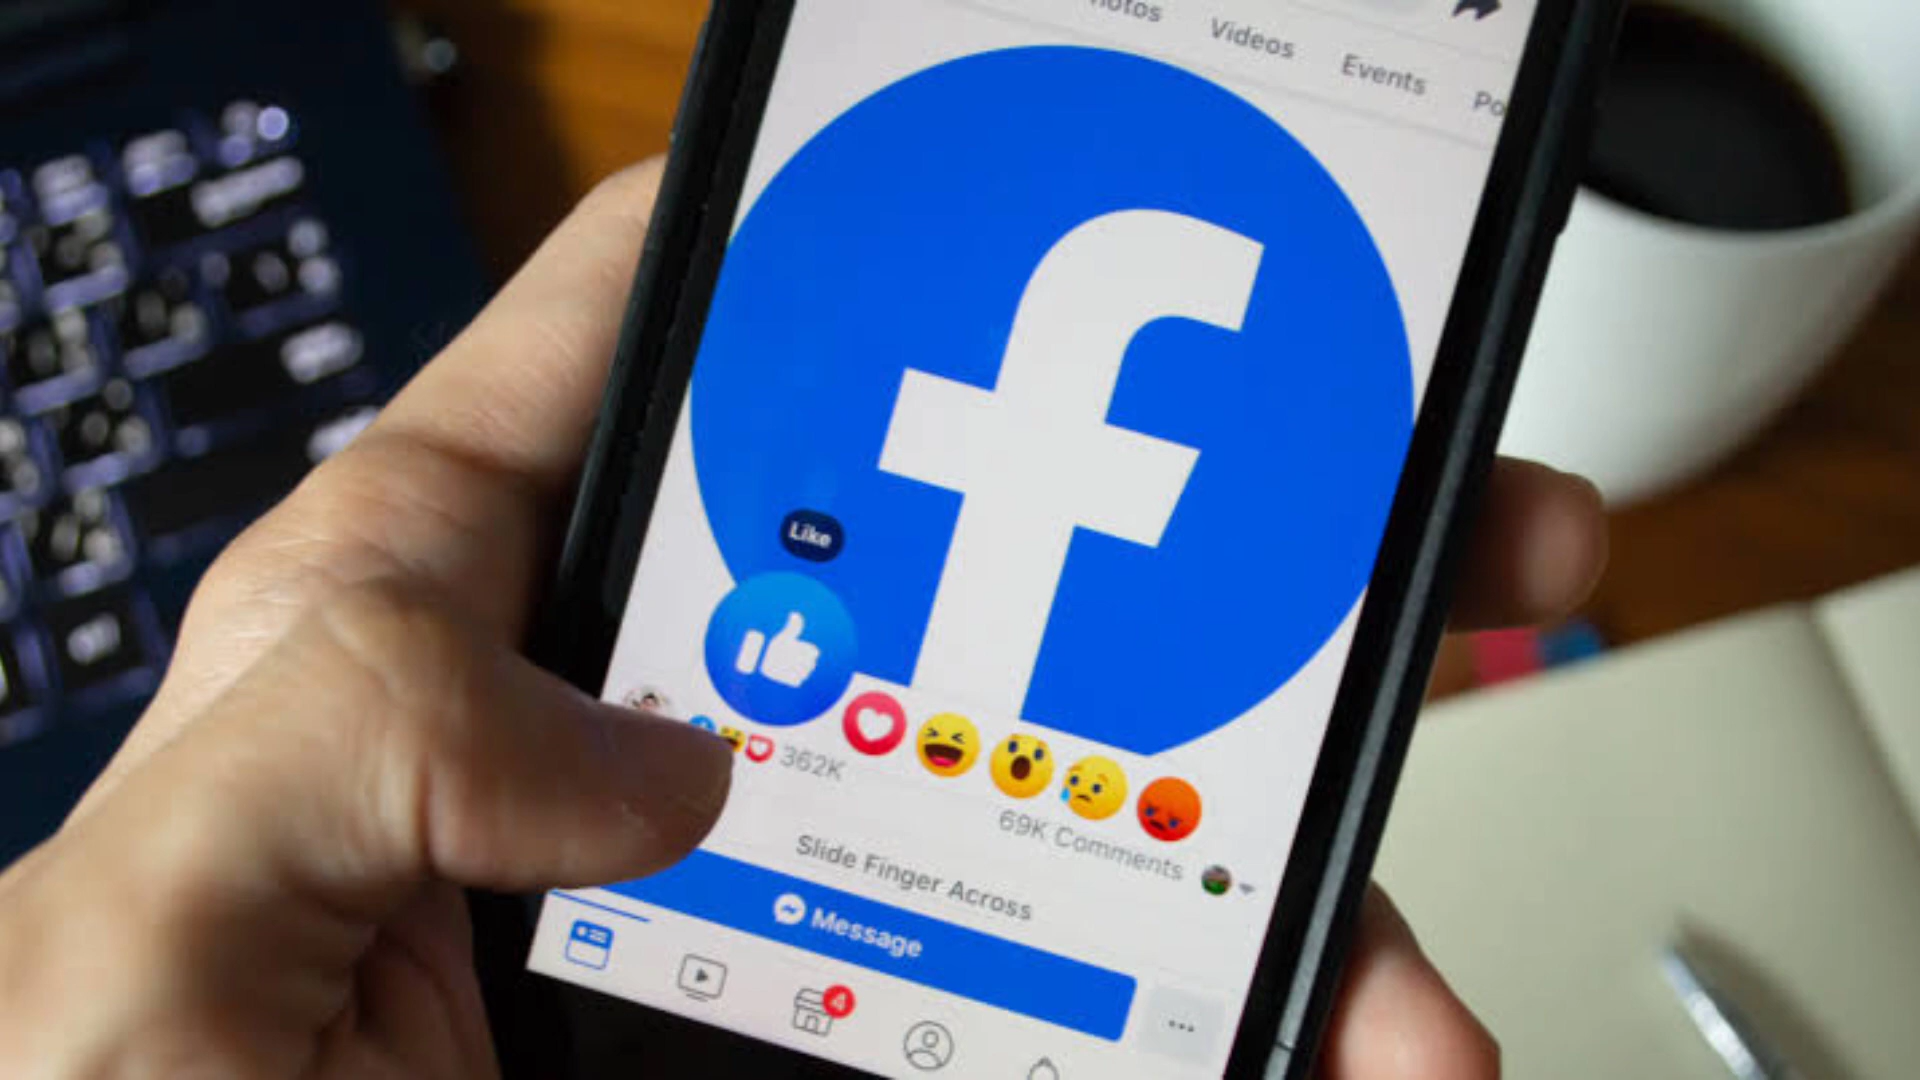 Videos
Events
Like
362K
69K Comments
Slide Finger Across
Message
4